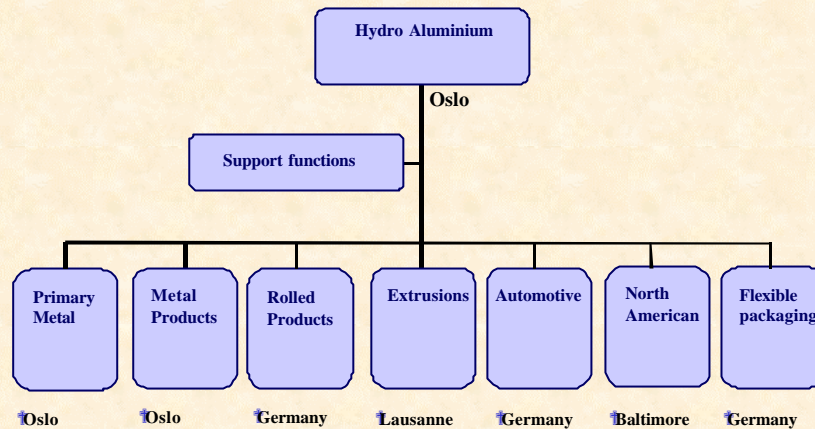 Hydro Aluminium
Oslo
Support functions
Primary
Metal
Metal
Products
Rolled
Products
Extrusions
Automotive
North
American
Flexible
packaging
Oslo
Oslo
Germany
Lausanne
Germany
Baltimore
Germany